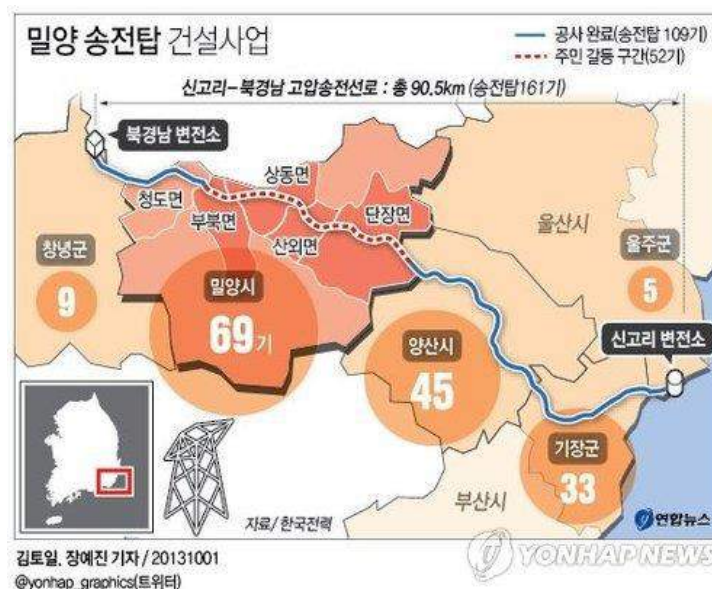 밀양 송전탑 건설사업
공사 완료(송전탑 109기)
주민 갈등 구간(52기)
신고리-북경남 고압송전선로 : 총 90.5km (송전탑161기)
북경남 변전소
상동면
청도면
부북면
단장면
산외면
창녕군
9
밀양시
69기
양산시
45
울산시
울주군
5
신고리 변전소
기장군
33
부산시
자료/한국전력
연합뉴스
김토일, 장예진 기자 / 20131001
@yonhap_graphics(트위터)
YONHAP NEWS